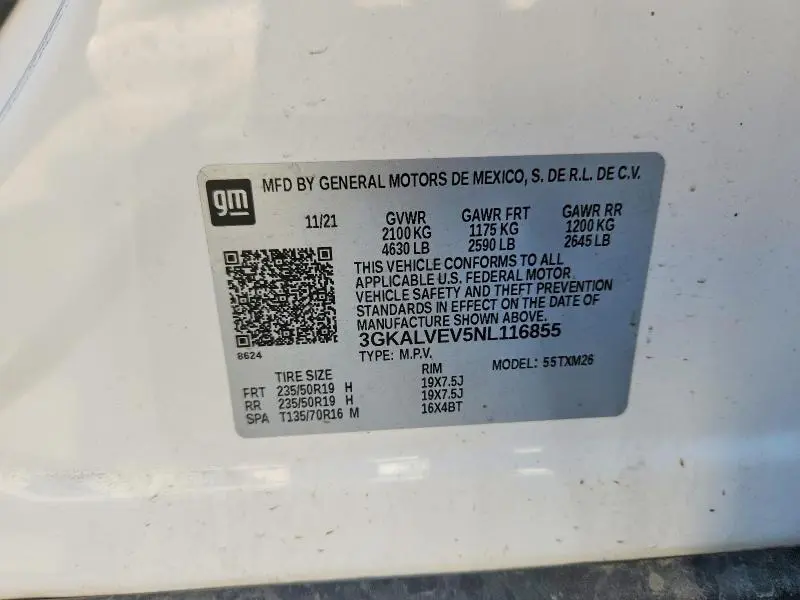 gm MFD BY GENERAL MOTORS DE MEXICO, S. DE R.L. DE C.V.
11/21 GVWR GAWR FRT GAWR RR
2100 KG 1175 KG 1200 KG
4630 LB 2590 LB 2645 LB
THIS VEHICLE CONFORMS TO ALL
APPLICABLE U.S. FEDERAL MOTOR
VEHICLE SAFETY AND THEFT PREVENTION
STANDARDS IN EFFECT ON THE DATE OF
MANUFACTURE SHOWN ABOVE.
8624 3GKALVEV5NL116855
TYPE: M.P.V. MODEL: 55TXM26
TIRE SIZE RIM
FRT 235/50R19 H 19X7.5J
RR 235/50R19 H 19X7.5J
SPA T135/70R16 M 16X4BT